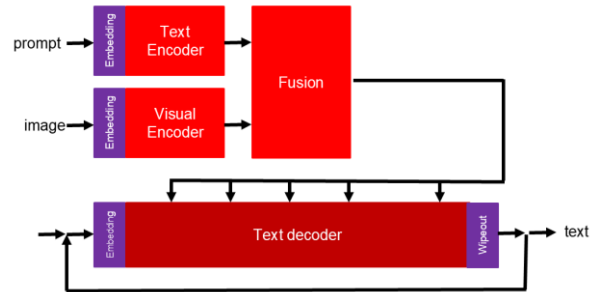 prompt
Embedding
Text
Encoder
Fusion
image
Embedding
Visual
Encoder
Embedding
Text decoder
Wipeout
text